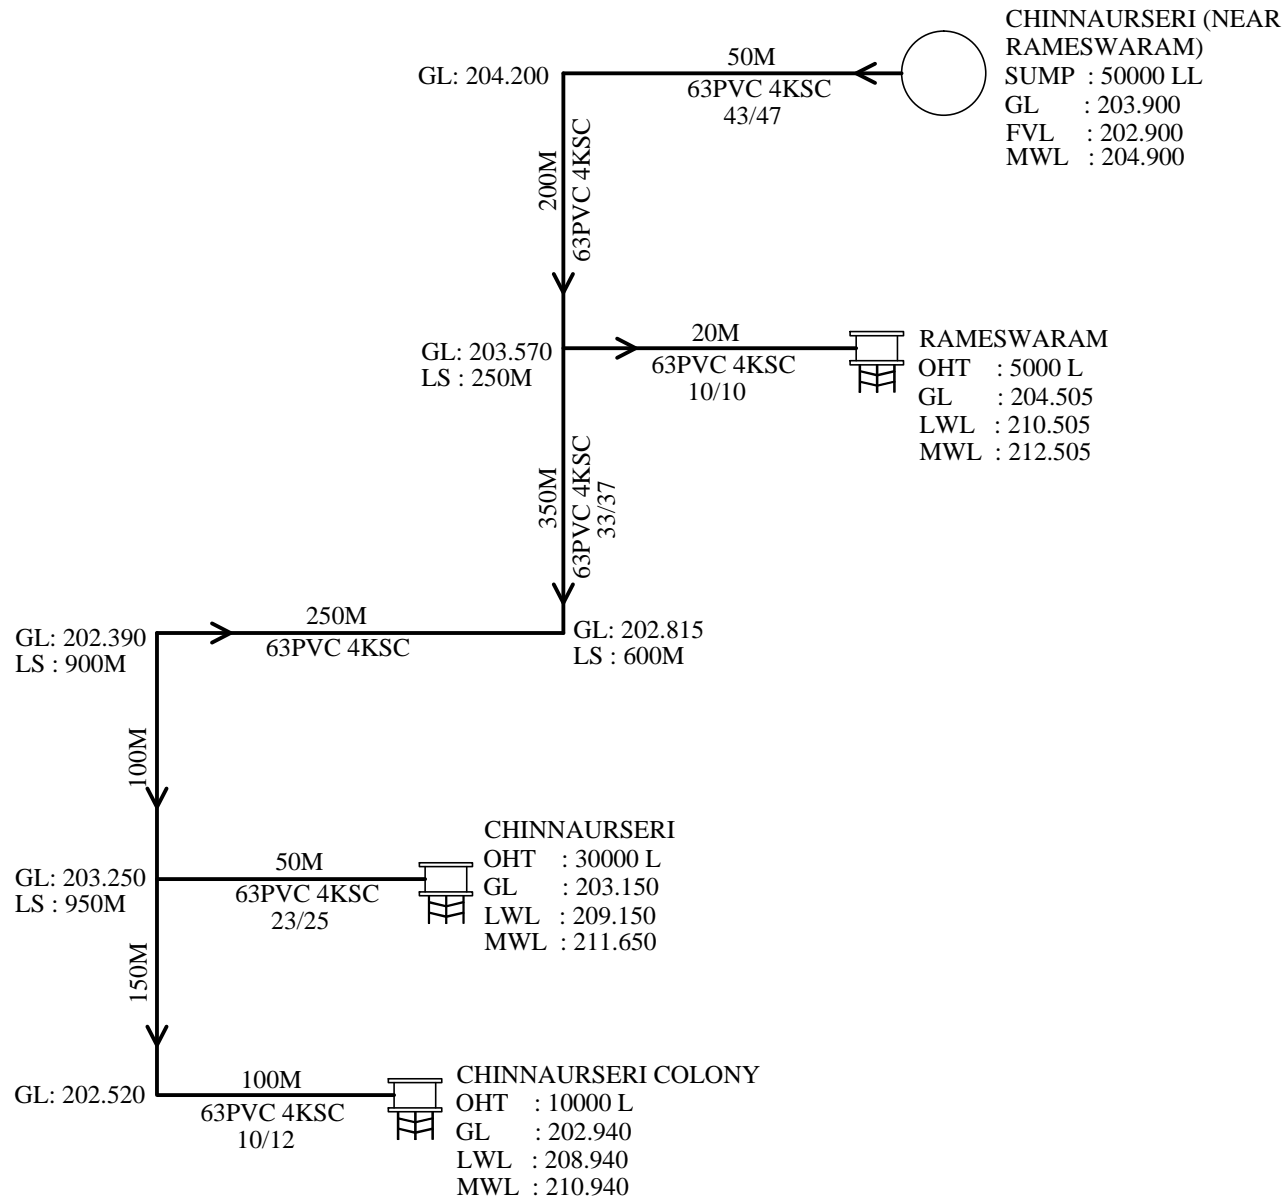 CHINNAURSERI (NEAR
RAMESWARAM)
SUMP : 50000 LL
GL : 203.900
FVL : 202.900
MWL : 204.900
50M
63PVC 4KSC
43/47
GL: 204.200
200M
63PVC 4KSC
GL: 203.570
LS : 250M
20M
63PVC 4KSC
10/10
RAMESWARAM
OHT : 5000 L
GL : 204.505
LWL : 210.505
MWL : 212.505
350M
63PVC 4KSC
33/37
GL: 202.815
LS : 600M
250M
63PVC 4KSC
GL: 202.390
LS : 900M
100M
GL: 203.250
LS : 950M
50M
63PVC 4KSC
23/25
CHINNAURSERI
OHT : 30000 L
GL : 203.150
LWL : 209.150
MWL : 211.650
150M
GL: 202.520
100M
63PVC 4KSC
10/12
CHINNAURSERI COLONY
OHT : 10000 L
GL : 202.940
LWL : 208.940
MWL : 210.940